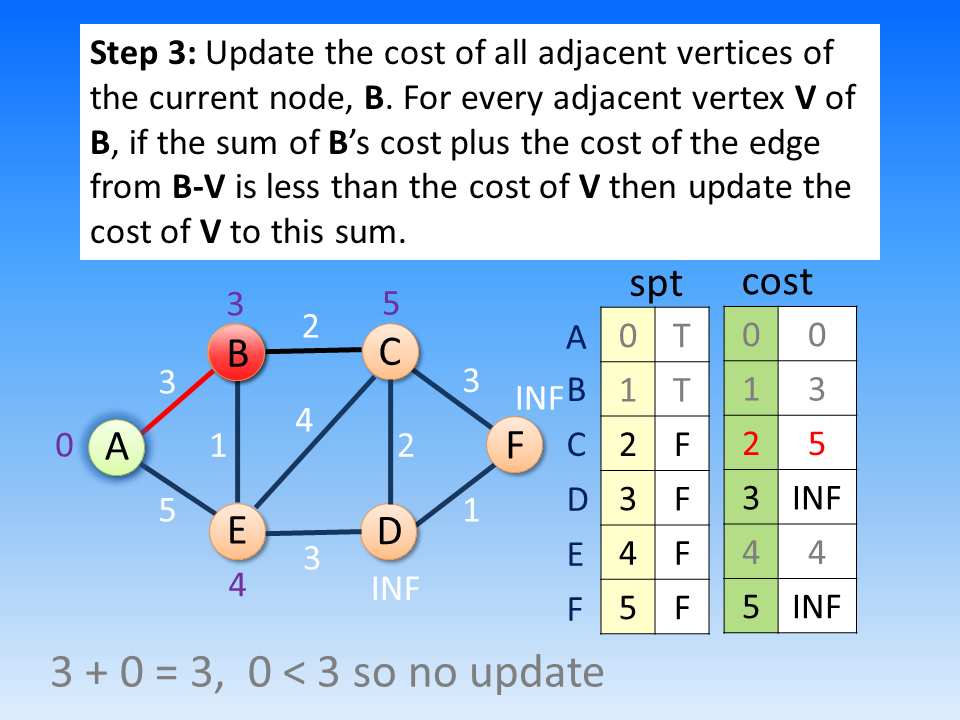 Step 3: Update the cost of all adjacent vertices of
the current node, B. For every adjacent vertex V of
B, if the sum of B’s cost plus the cost of the edge
from B-V is less than the cost of V then update the
cost of V to this sum.
spt cost
3 5
2
B C
3 3
INF
4
0 A 1 2 F
5 1
E D
3
4 INF
A 0 T 0 0
B 1 T 1 3
C 2 F 2 5
D 3 F 3 INF
E 4 F 4 4
F 5 F 5 INF
3 + 0 = 3, 0 < 3 so no update